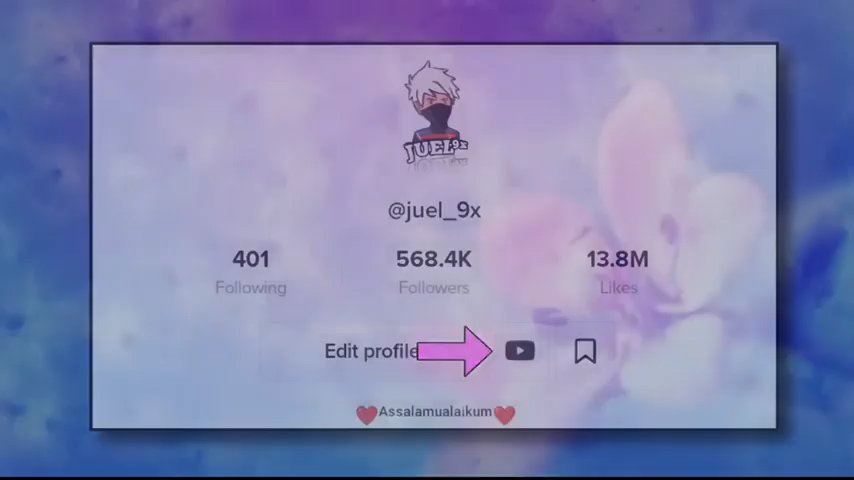 JUEL9x
@juel_9x
401 568.4K 13.8M
Following Followers Likes
Edit profile
❤️Assalamualaikum❤️